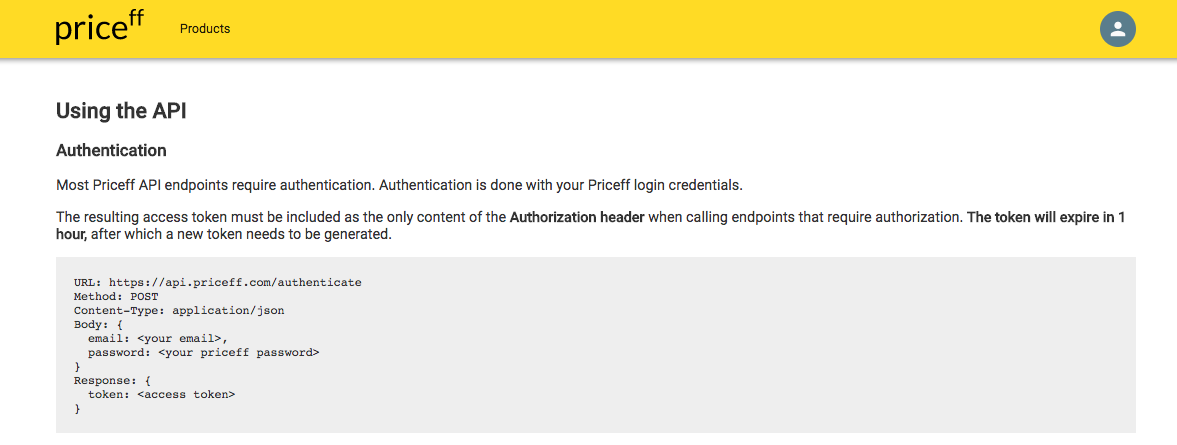 priceff
Products
Using the API
Authentication
Most Priceff API endpoints require authentication. Authentication is done with your Priceff login credentials.
The resulting access token must be included as the only content of the Authorization header when calling endpoints that require authorization. The token will expire in 1
hour, after which a new token needs to be generated.
URL: https://api.priceff.com/authenticate
Method: POST
Content-Type: application/json
Body: {
  email: <your email>,
  password: <your priceff password>
}
Response: {
  token: <access token>
}